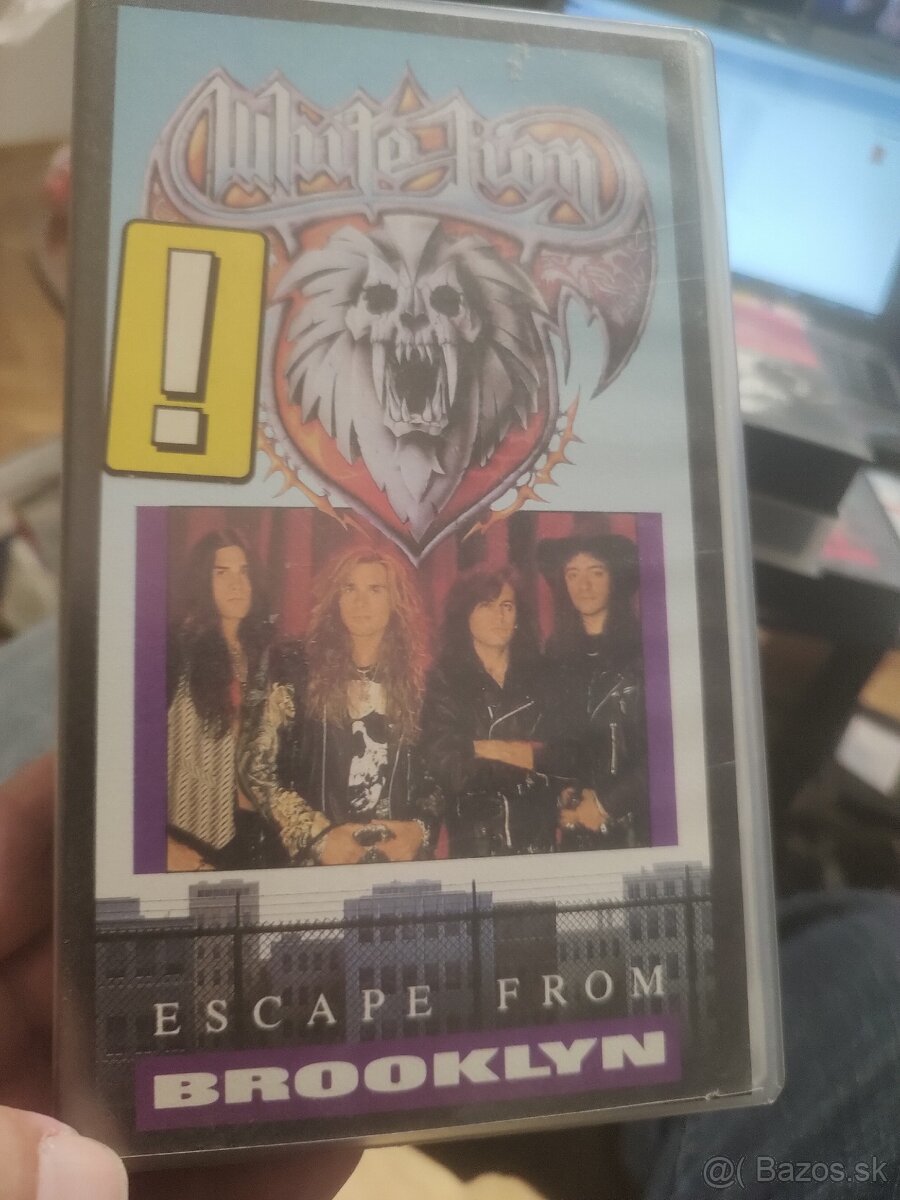 White Lion
!
ESCAPE FROM
BROOKLYN
@( Bazos.sk